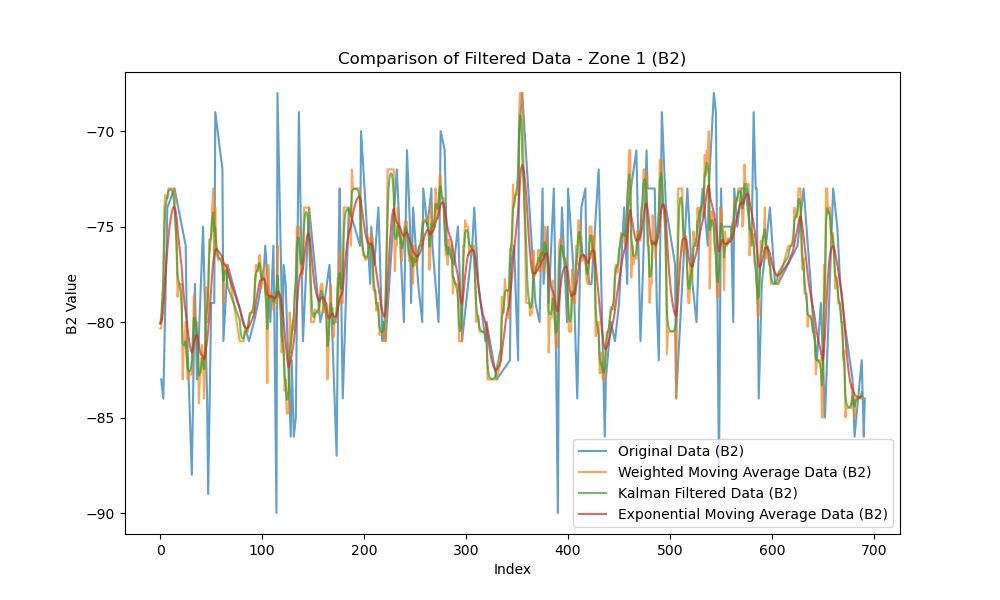 Comparison of Filtered Data - Zone 1 (B2)
B2 Value
−70
−75
−80
−85
−90
0 100 200 300 400 500 600 700
Index
Original Data (B2)
Weighted Moving Average Data (B2)
Kalman Filtered Data (B2)
Exponential Moving Average Data (B2)